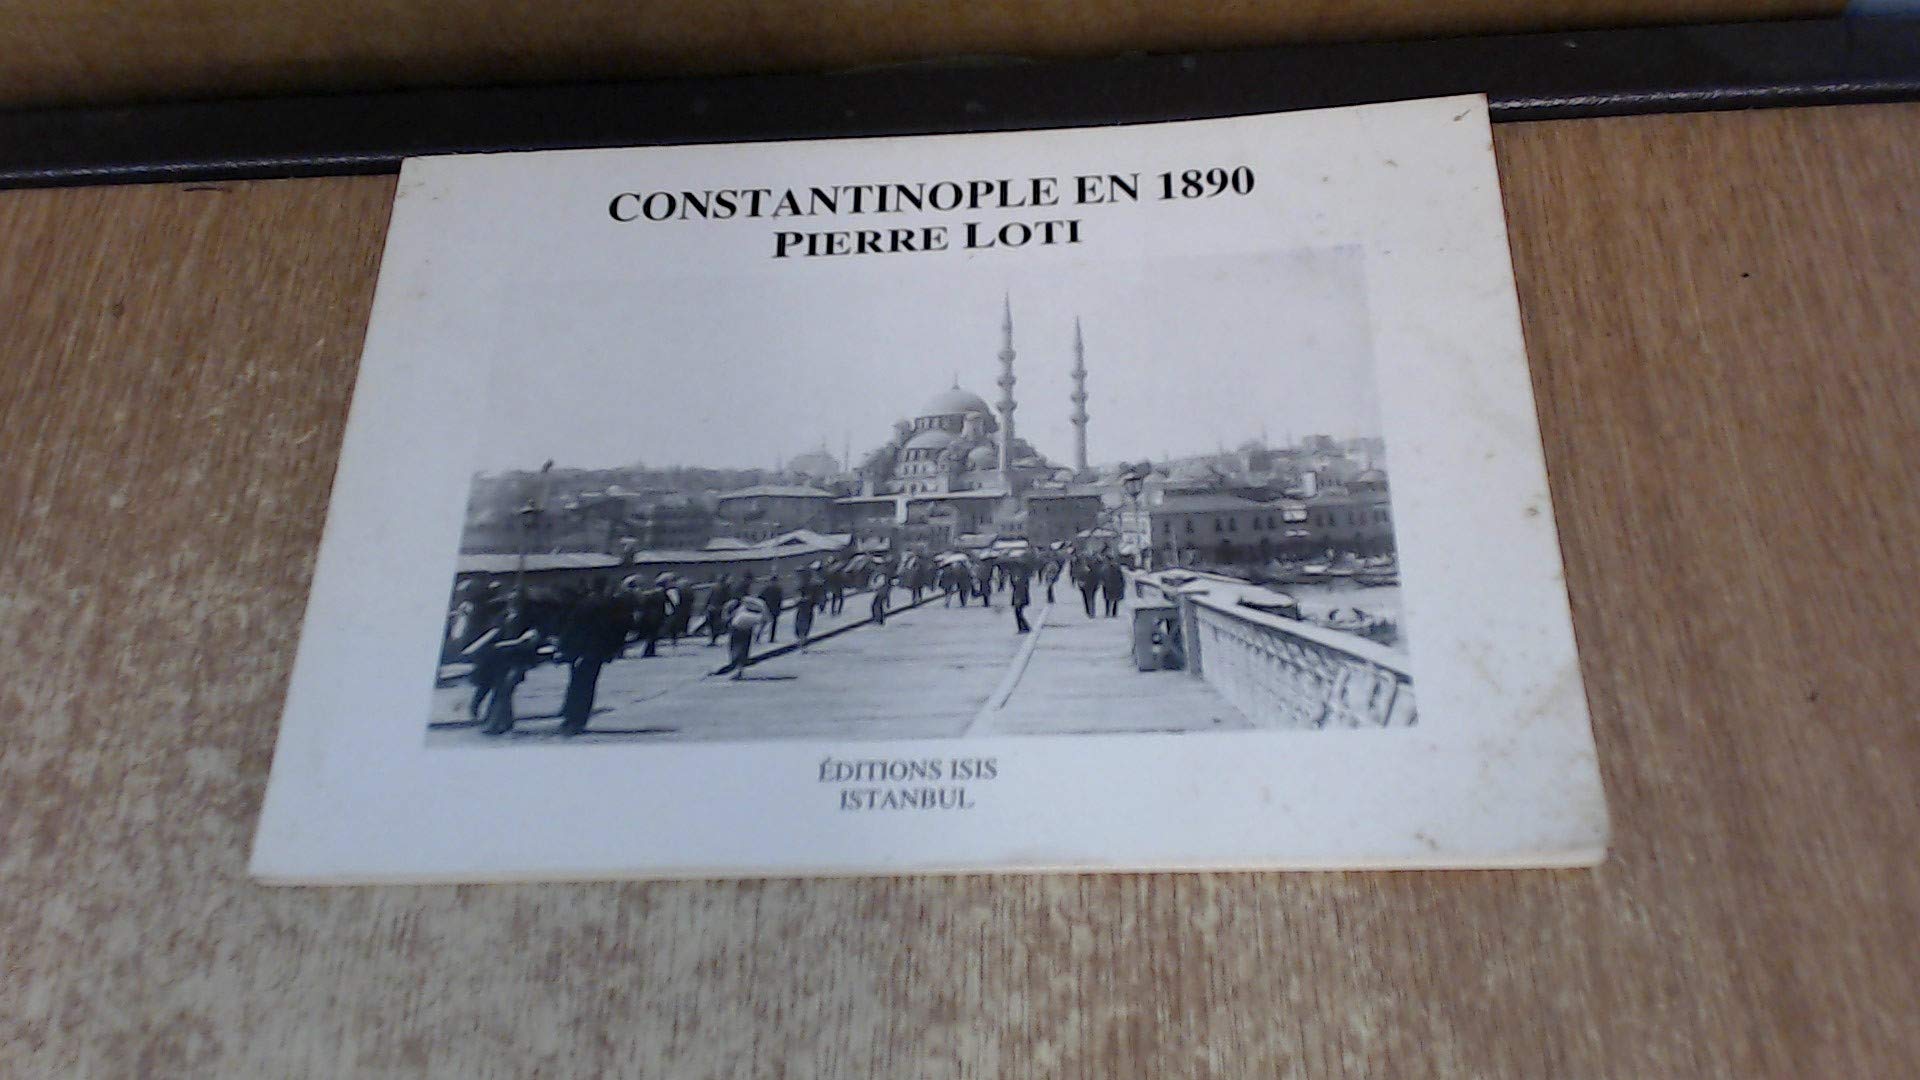 CONSTANTINOPLE EN 1890
PIERRE LOTI
ÉDITIONS ISIS
ISTANBUL